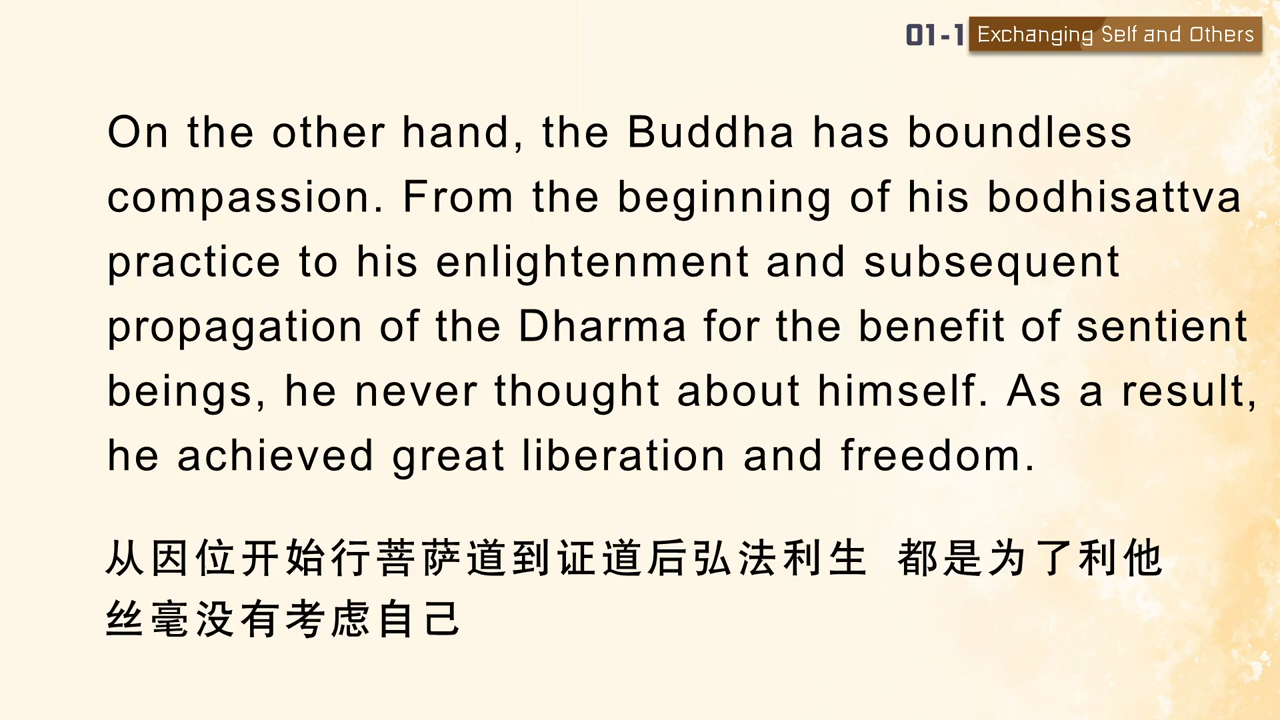 01-1 Exchanging Self and Others
On the other hand, the Buddha has boundless
compassion. From the beginning of his bodhisattva
practice to his enlightenment and subsequent
propagation of the Dharma for the benefit of sentient
beings, he never thought about himself. As a result,
he achieved great liberation and freedom.
从因位开始行菩萨道到证道后弘法利生 都是为了利他
丝毫没有考虑自己